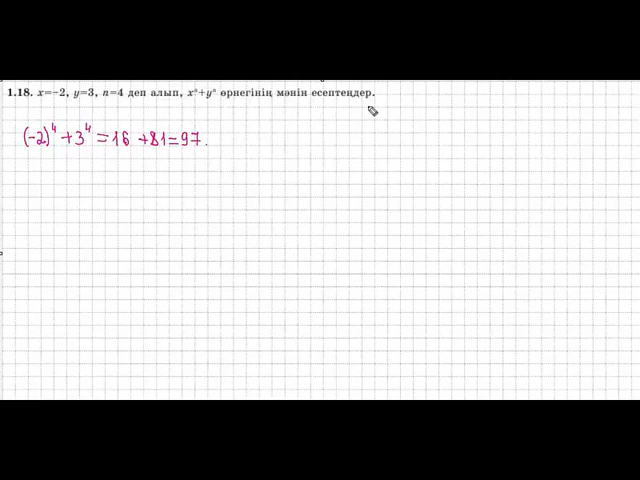 1.18. x=-2, y=3, n=4 деп алып, xⁿ+yⁿ өрнегінің мәнін есептеңдер.
(-2)⁴+3⁴=16+81=97.